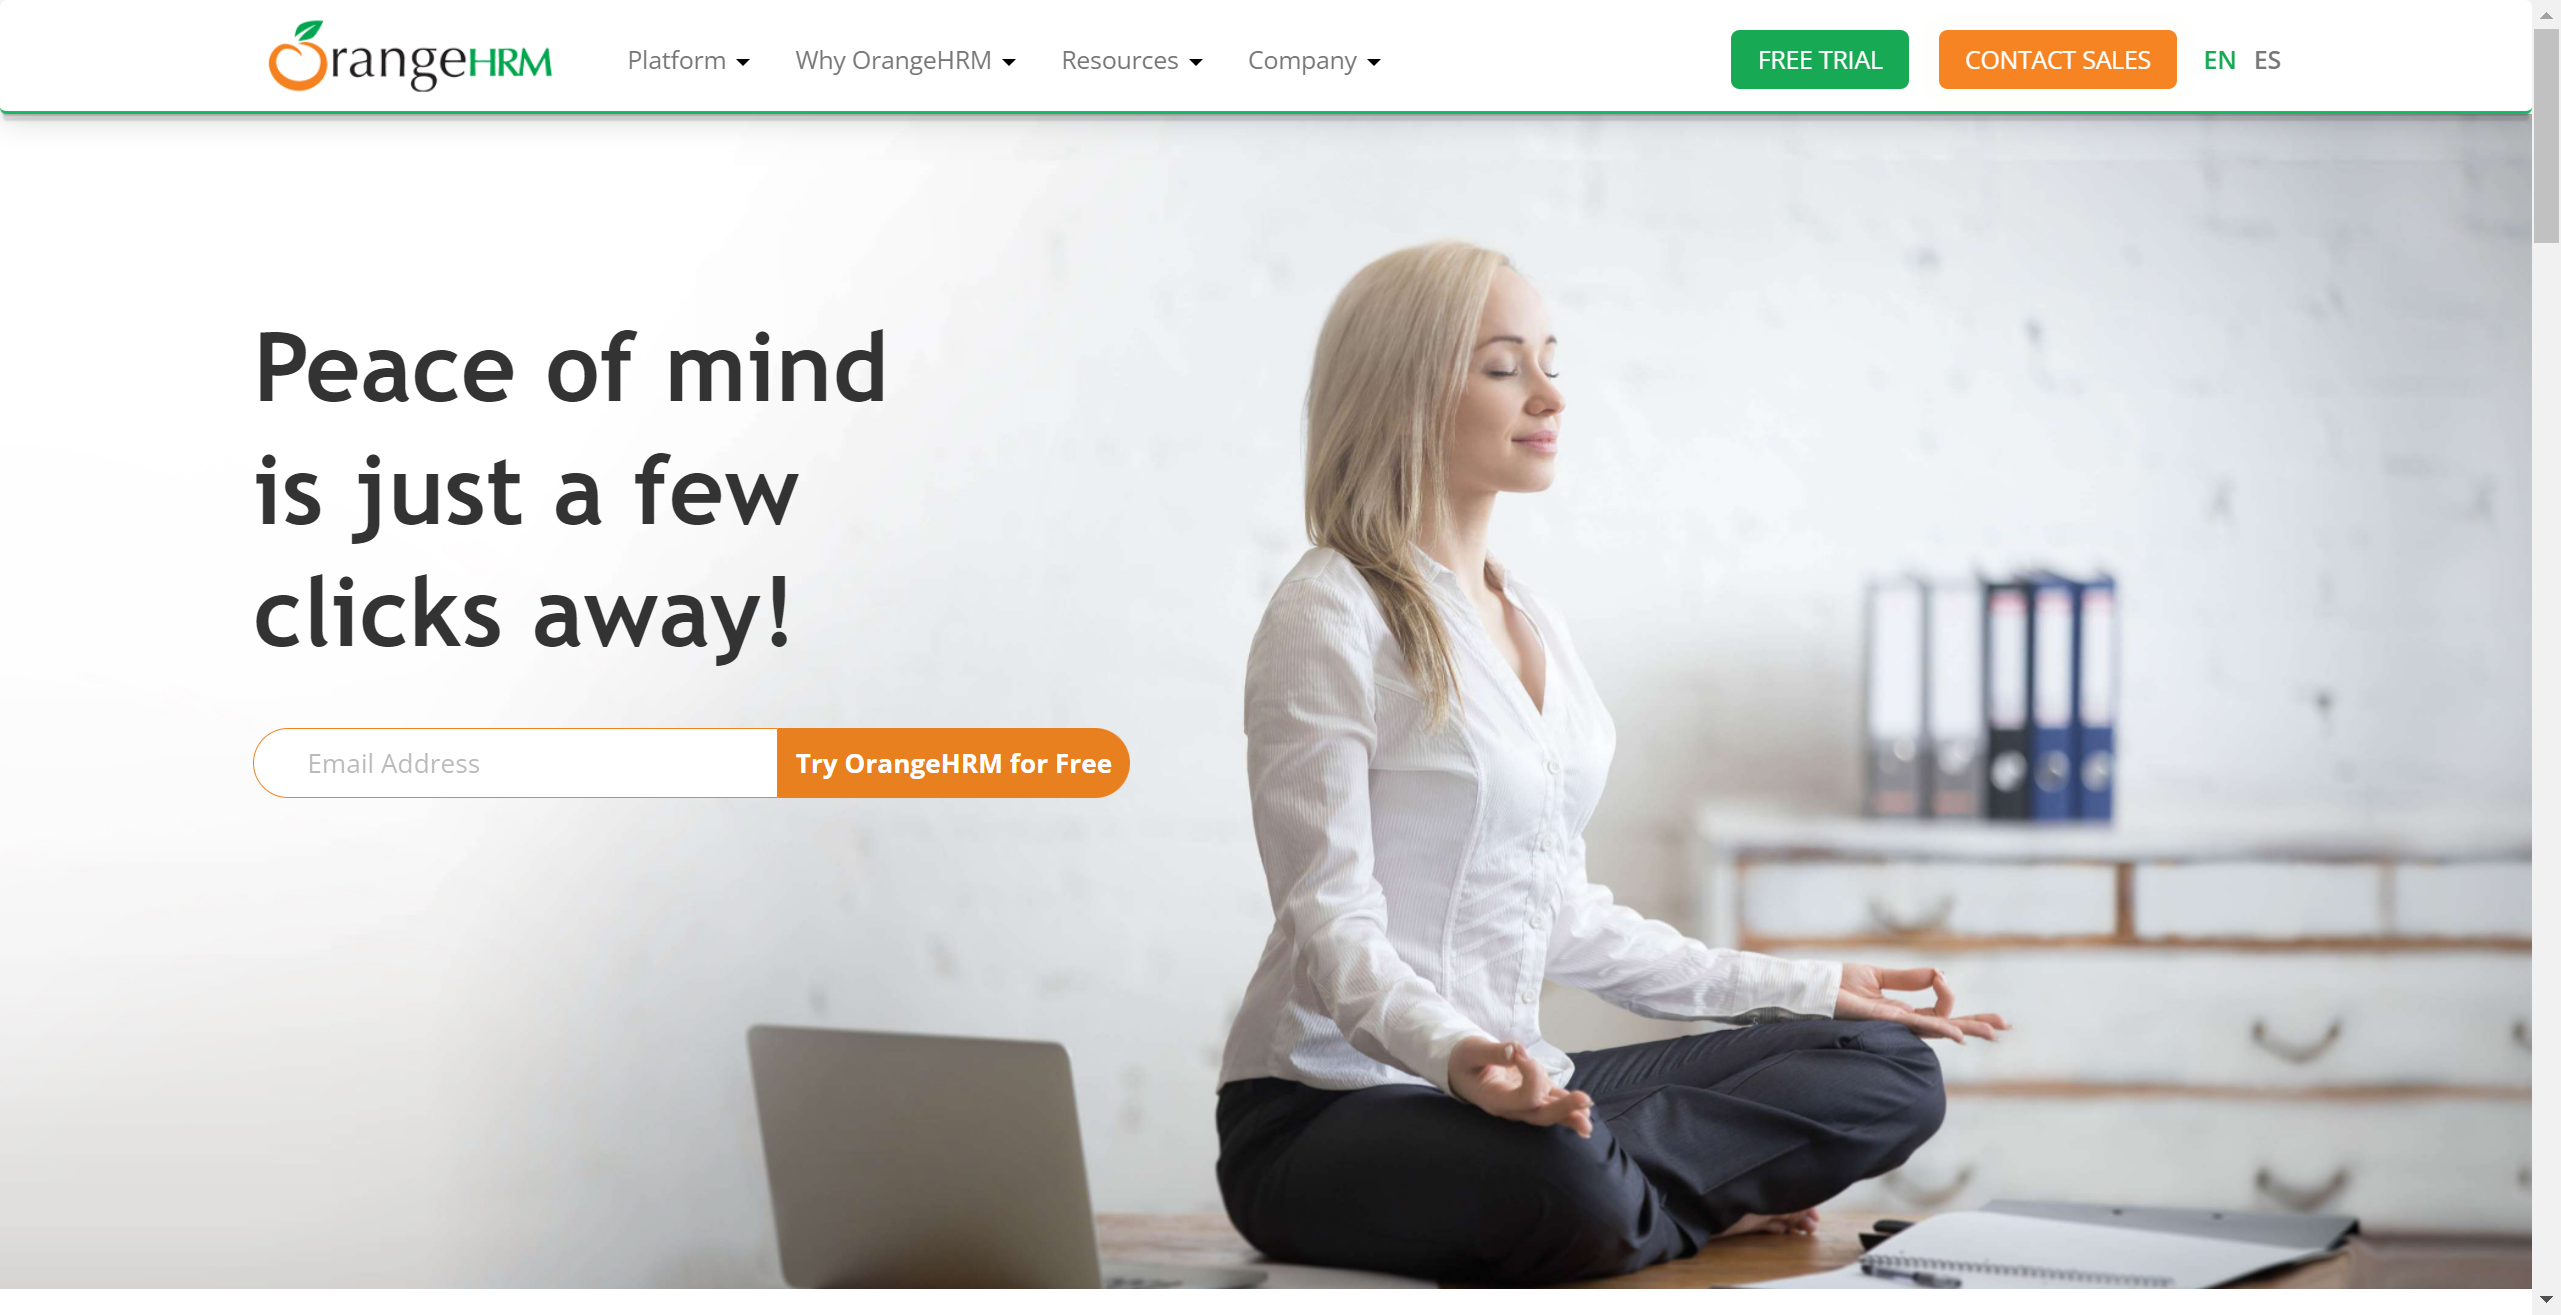 OrangeHRM
Platform
Why OrangeHRM
Resources
Company
FREE TRIAL
CONTACT SALES
EN
ES
Peace of mind
is just a few
clicks away!
Email Address
Try OrangeHRM for Free